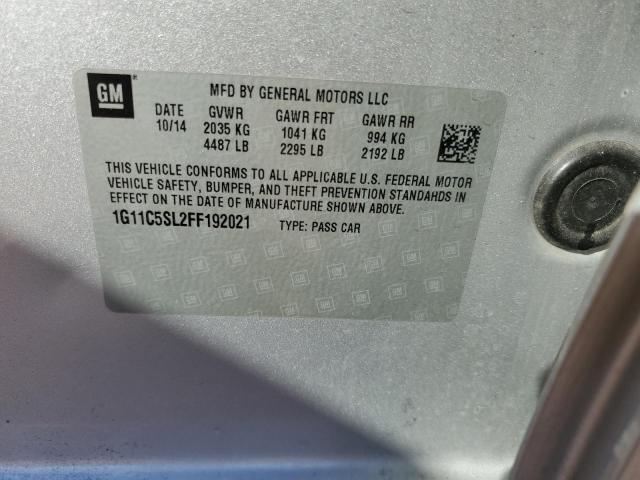 GM
MFD BY GENERAL MOTORS LLC
DATE GVWR GAWR FRT GAWR RR
10/14 2035 KG 1041 KG 994 KG
4487 LB 2295 LB 2192 LB
THIS VEHICLE CONFORMS TO ALL APPLICABLE U.S. FEDERAL MOTOR
VEHICLE SAFETY, BUMPER, AND THEFT PREVENTION STANDARDS IN
EFFECT ON THE DATE OF MANUFACTURE SHOWN ABOVE.
1G11C5SL2FF192021 TYPE: PASS CAR